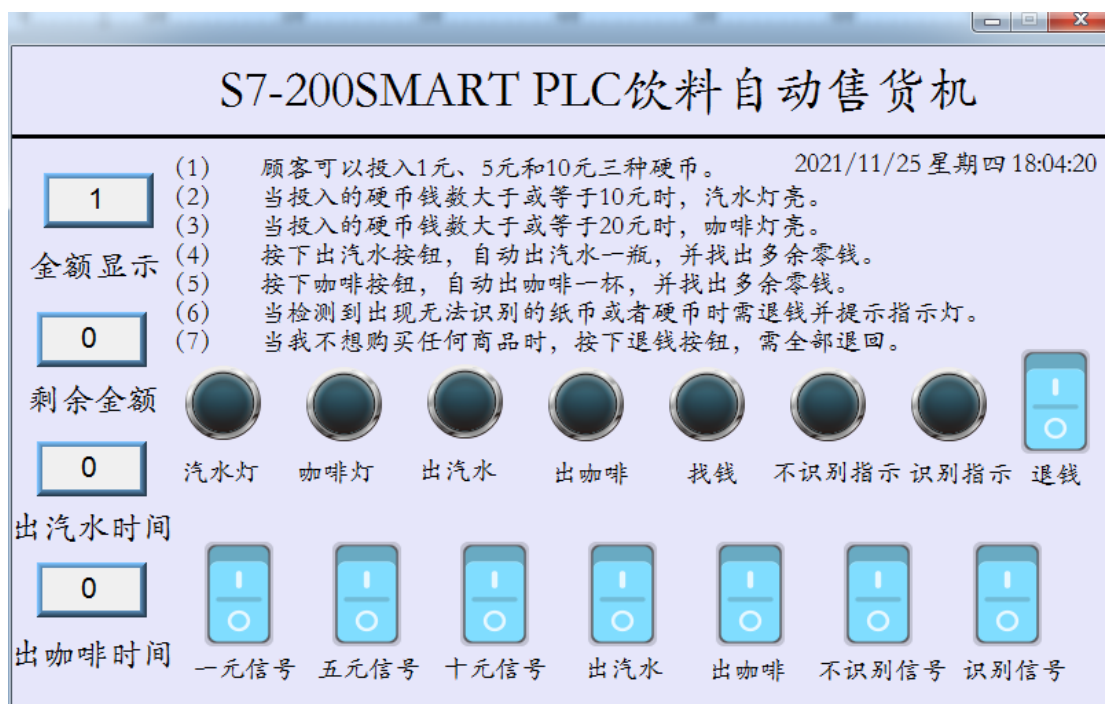 S7-200SMART PLC饮料自动售货机
2021/11/25 星期四 18:04:20
(1) 顾客可以投入1元、5元和10元三种硬币。
(2) 当投入的硬币钱数大于或等于10元时，汽水灯亮。
(3) 当投入的硬币钱数大于或等于20元时，咖啡灯亮。
(4) 按下出汽水按钮，自动出汽水一瓶，并找出多余零钱。
(5) 按下咖啡按钮，自动出咖啡一杯，并找出多余零钱。
(6) 当检测到出现无法识别的纸币或者硬币时需退钱并提示指示灯。
(7) 当我不想购买任何商品时，按下退钱按钮，需全部退回。
1
金额显示
0
剩余金额
0
出汽水时间
0
出咖啡时间
汽水灯 咖啡灯 出汽水 出咖啡 找钱 不识别指示 识别指示 退钱
一元信号 五元信号 十元信号 出汽水 出咖啡 不识别信号 识别信号